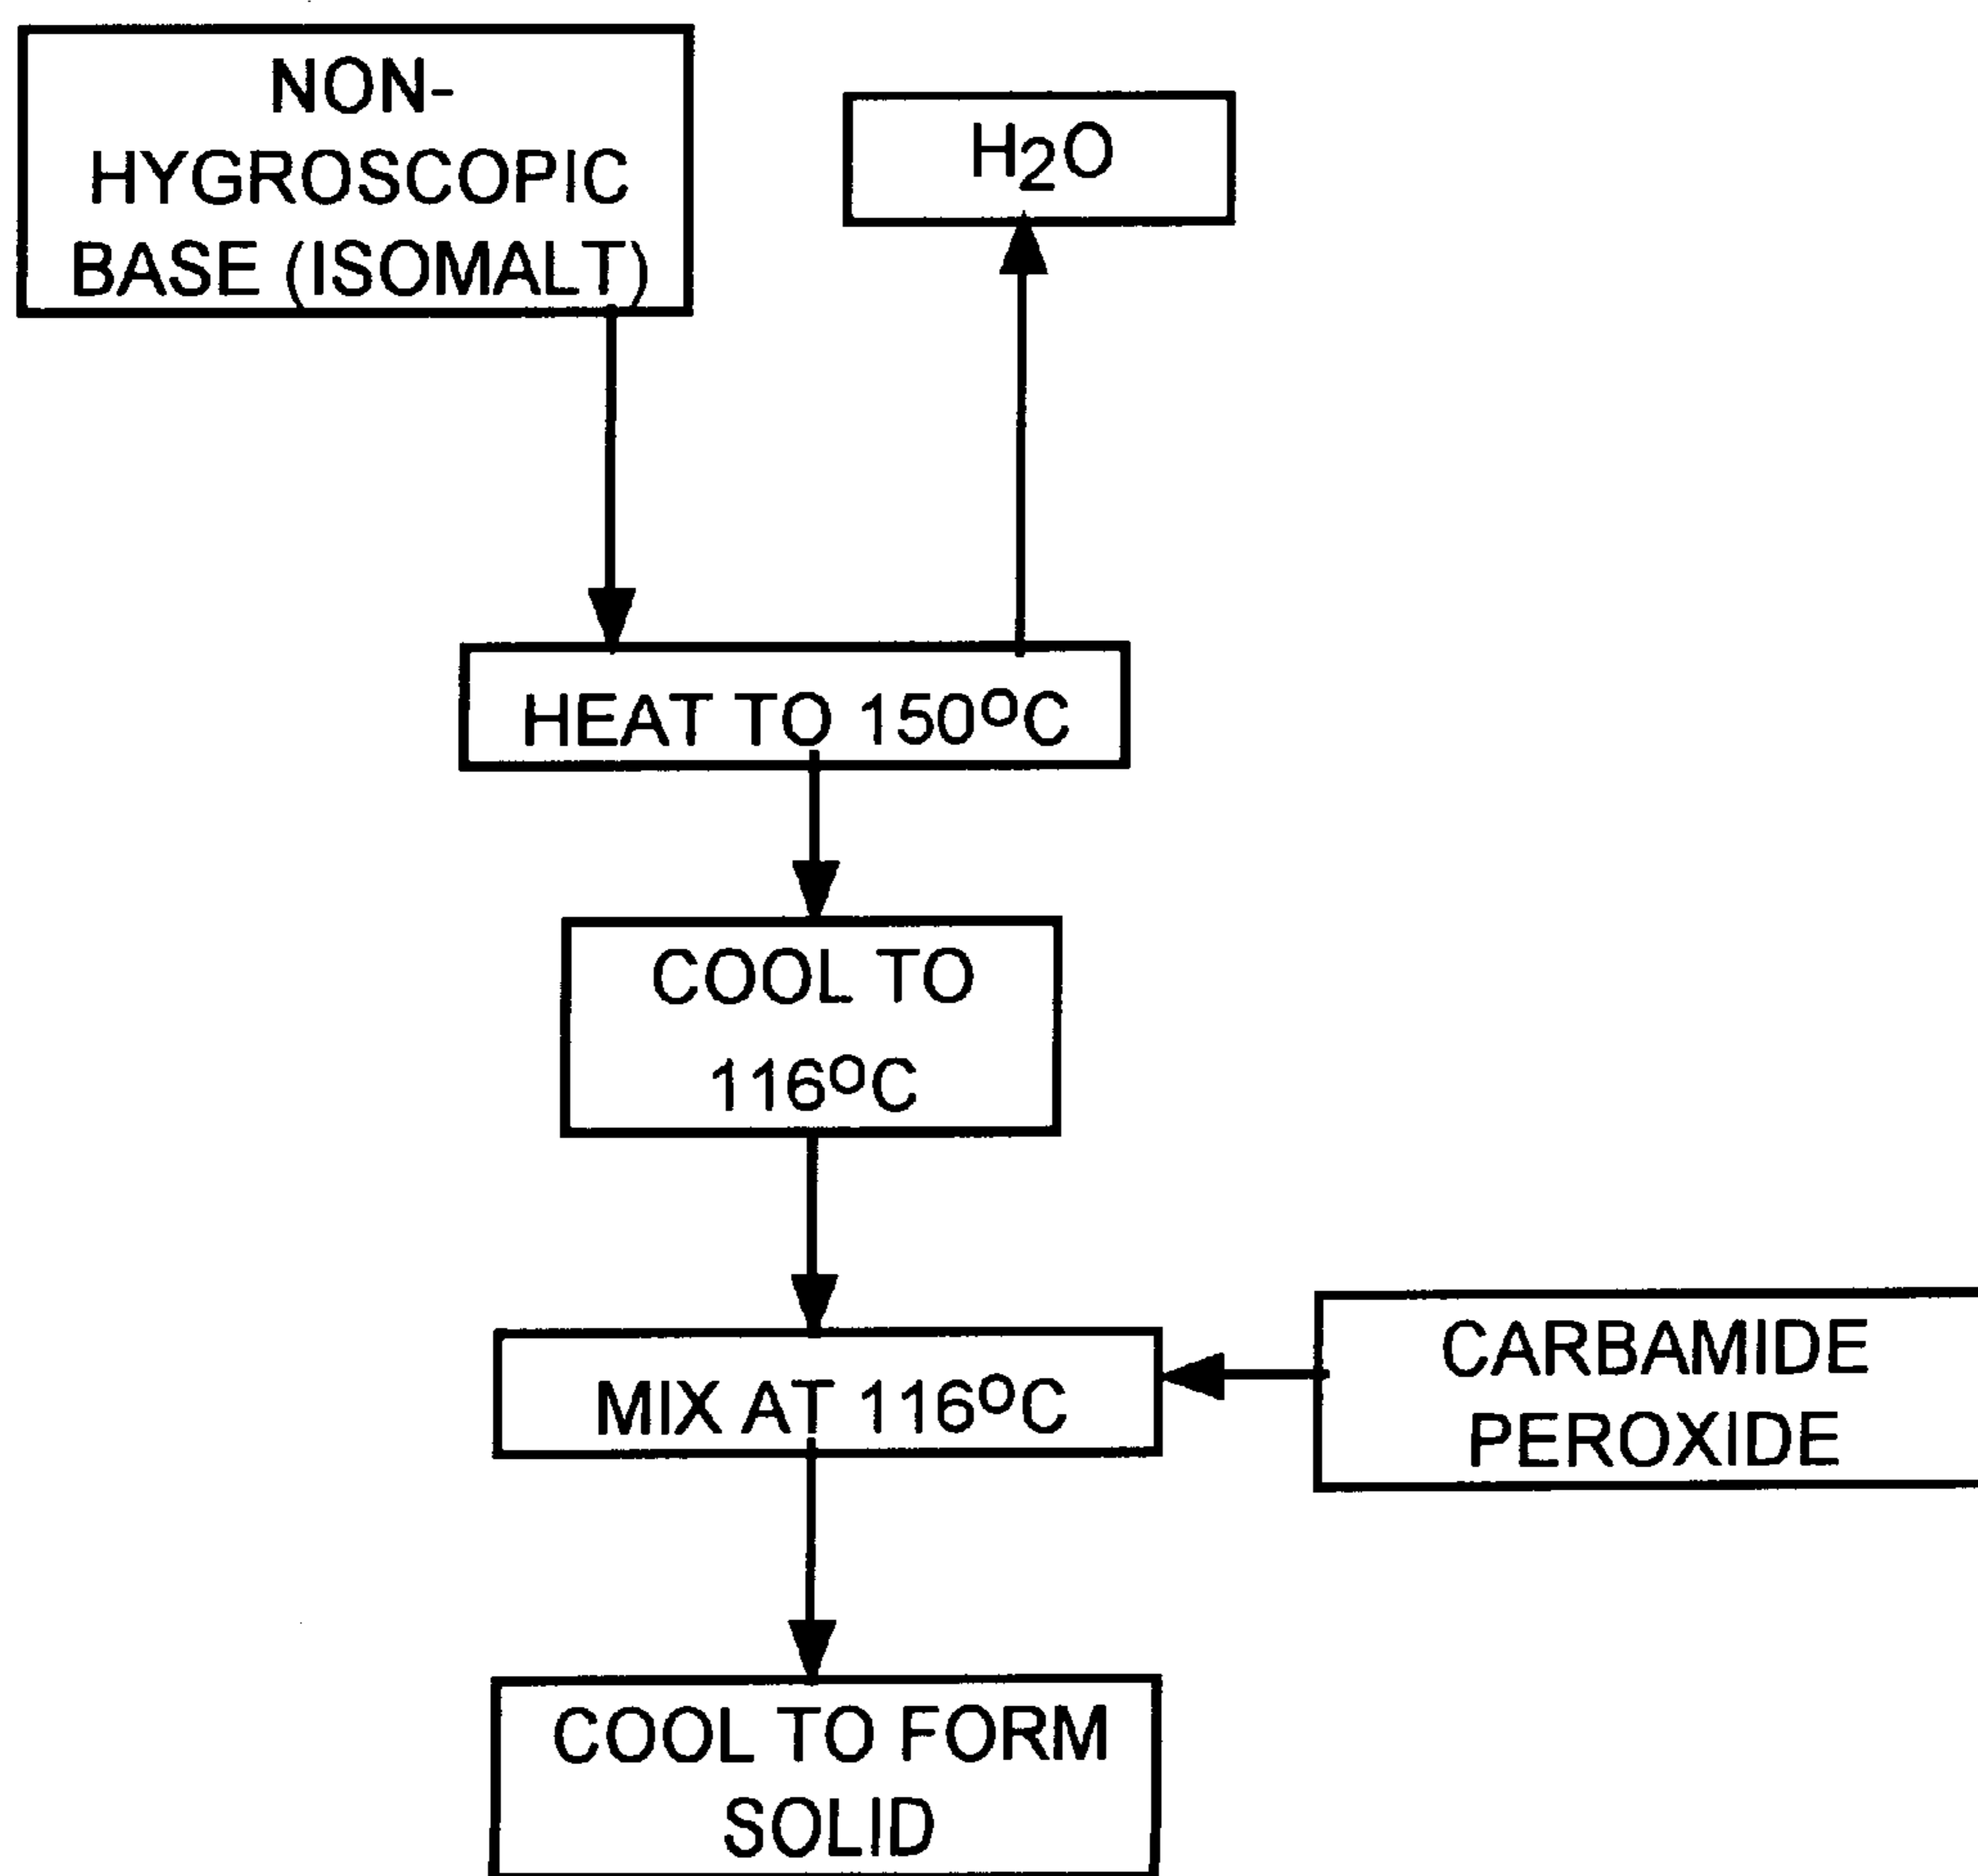 NON-
HYGROSCOPIC
BASE (ISOMALT)
H2O
HEAT TO 150ºC
COOL TO
116ºC
MIX AT 116ºC
CARBAMIDE
PEROXIDE
COOL TO FORM
SOLID